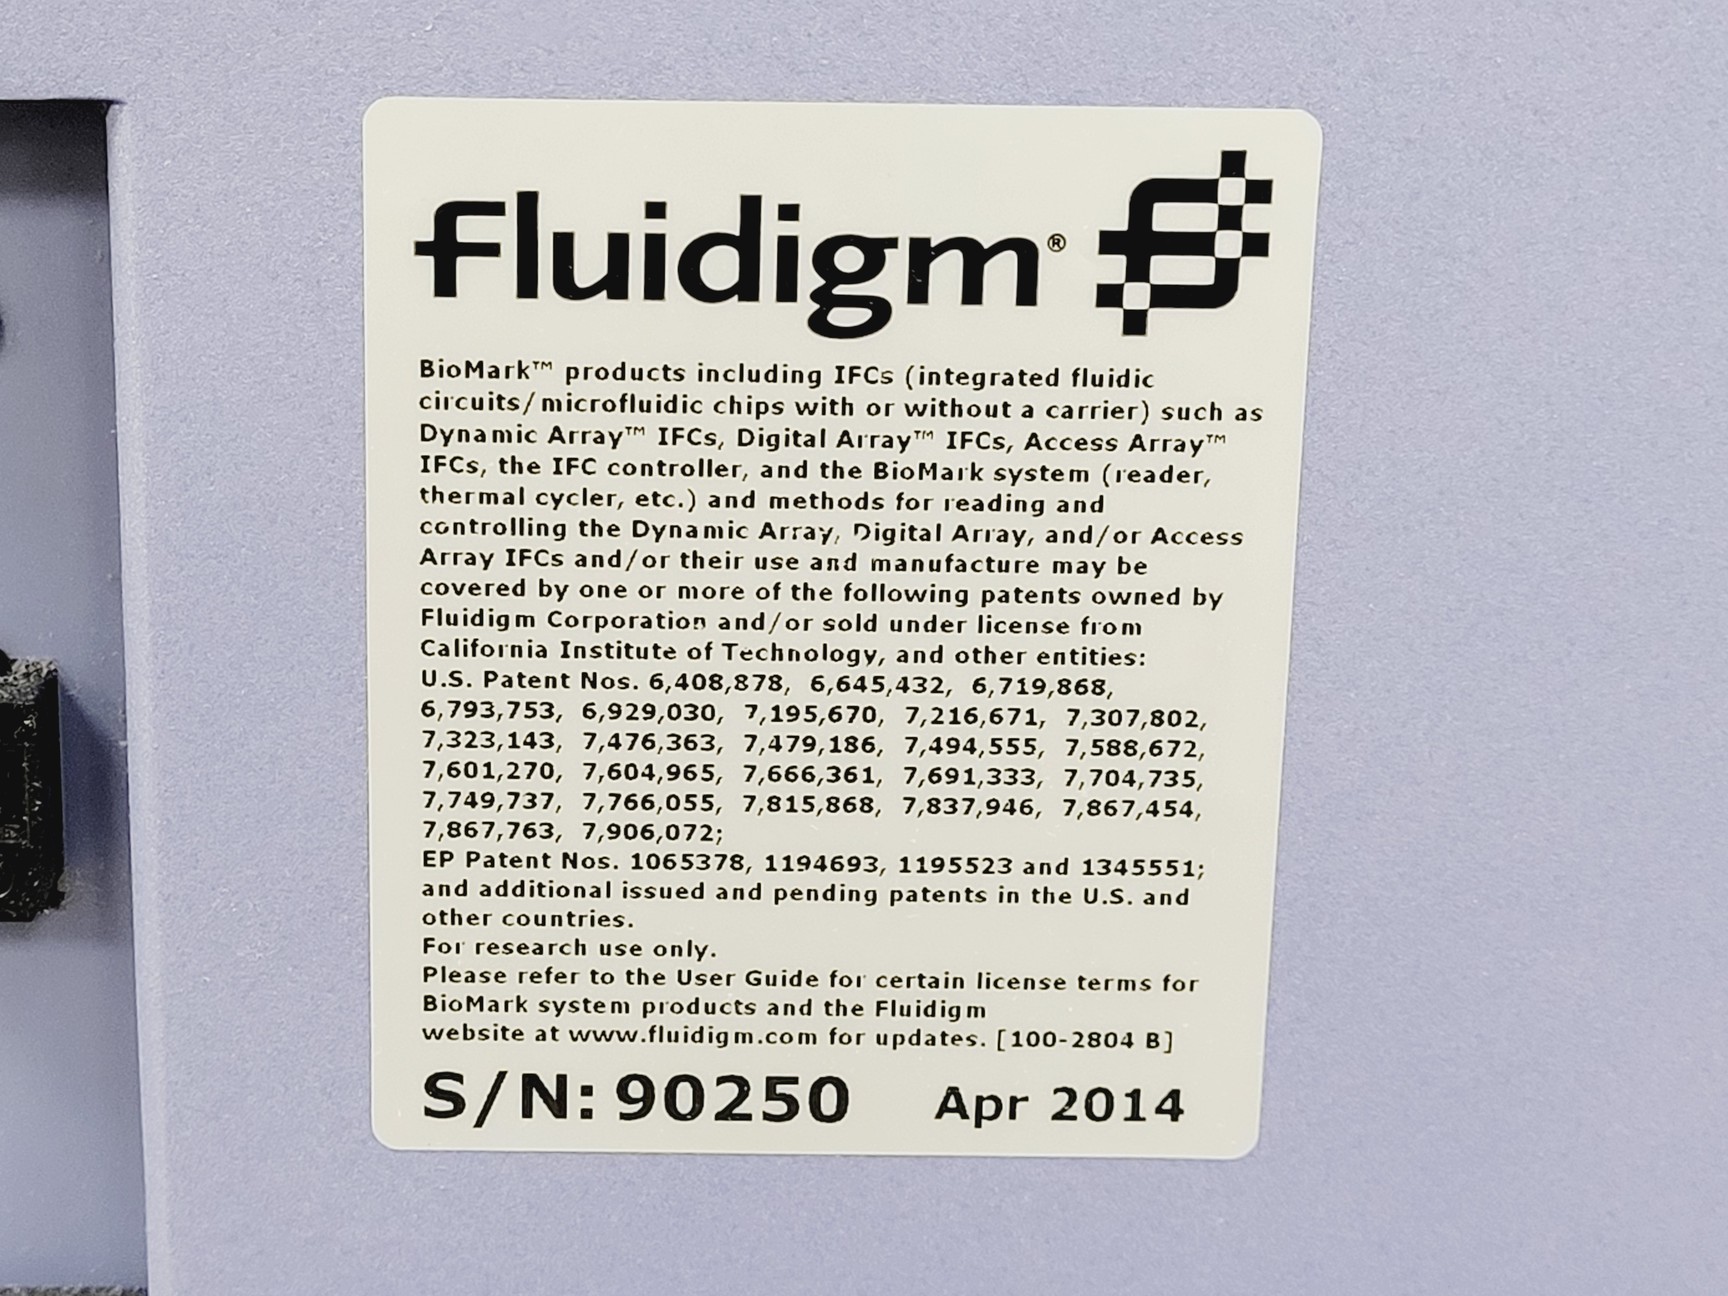 fluidigm®
BioMark™ products including IFCs (integrated fluidic
circuits/microfluidic chips with or without a carrier) such as
Dynamic Array™ IFCs, Digital Array™ IFCs, Access Array™
IFCs, the IFC controller, and the BioMark system (reader,
thermal cycler, etc.) and methods for reading and
controlling the Dynamic Array, Digital Array, and/or Access
Array IFCs and/or their use and manufacture may be
covered by one or more of the following patents owned by
Fluidigm Corporation and/or sold under license from
California Institute of Technology, and other entities:
U.S. Patent Nos. 6,408,878, 6,645,432, 6,719,868,
6,793,753, 6,929,030, 7,195,670, 7,216,671, 7,307,802,
7,323,143, 7,476,363, 7,479,186, 7,494,555, 7,588,672,
7,601,270, 7,604,965, 7,666,361, 7,691,333, 7,704,735,
7,749,737, 7,766,055, 7,815,868, 7,837,946, 7,867,454,
7,867,763, 7,906,072;
EP Patent Nos. 1065378, 1194693, 1195523 and 1345551;
and additional issued and pending patents in the U.S. and
other countries.
For research use only.
Please refer to the User Guide for certain license terms for
BioMark system products and the Fluidigm
website at www.fluidigm.com for updates. [100-2804 B]
S/N: 90250 Apr 2014